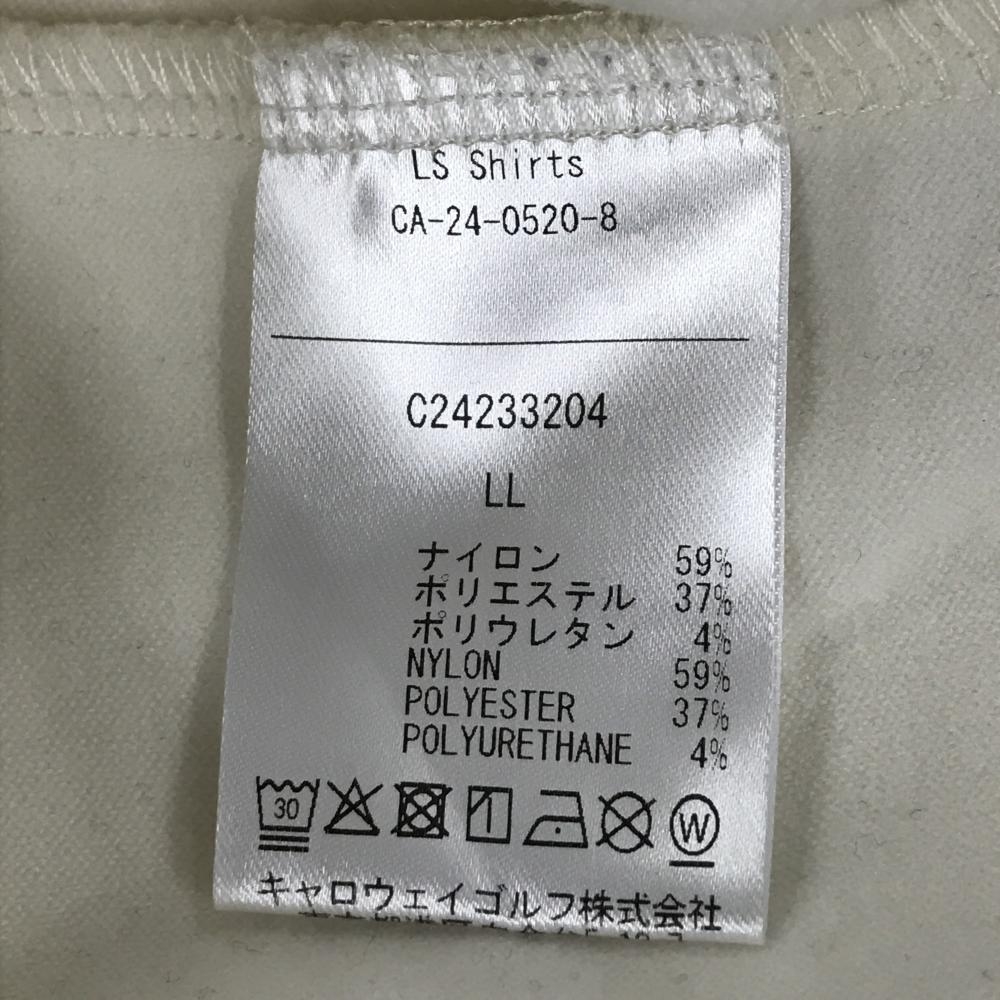 LS Shirts
CA-24-0520-8
C24233204
LL
ナイロン 59%
ポリエステル 37%
ポリウレタン 4%
NYLON 59%
POLYESTER 37%
POLYURETHANE 4%
30 W
キャロウェイゴルフ株式会社